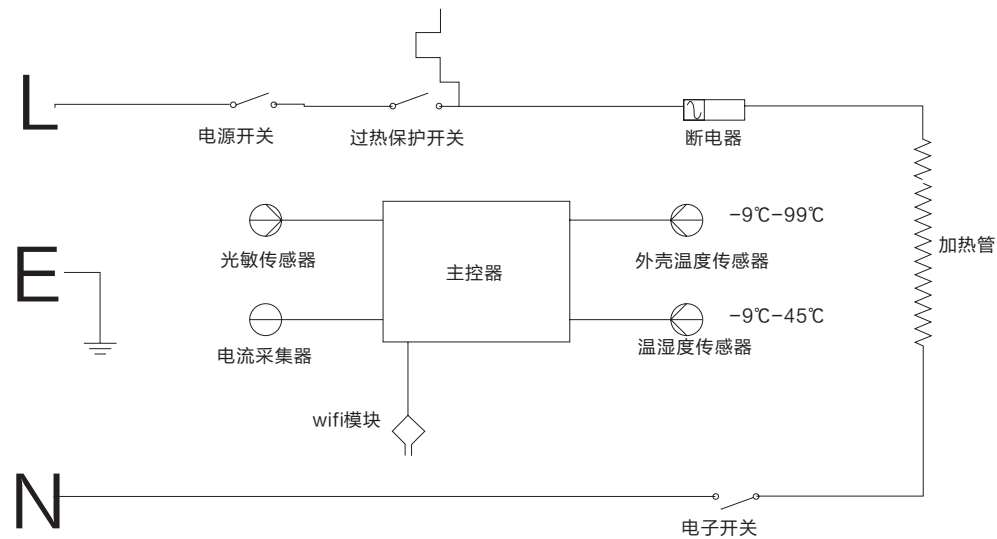 L
电源开关
过热保护开关
断电器
光敏传感器
主控器
-9℃-99℃
外壳温度传感器
加热管
E
电流采集器
-9℃-45℃
温湿度传感器
wifi模块
N
电子开关